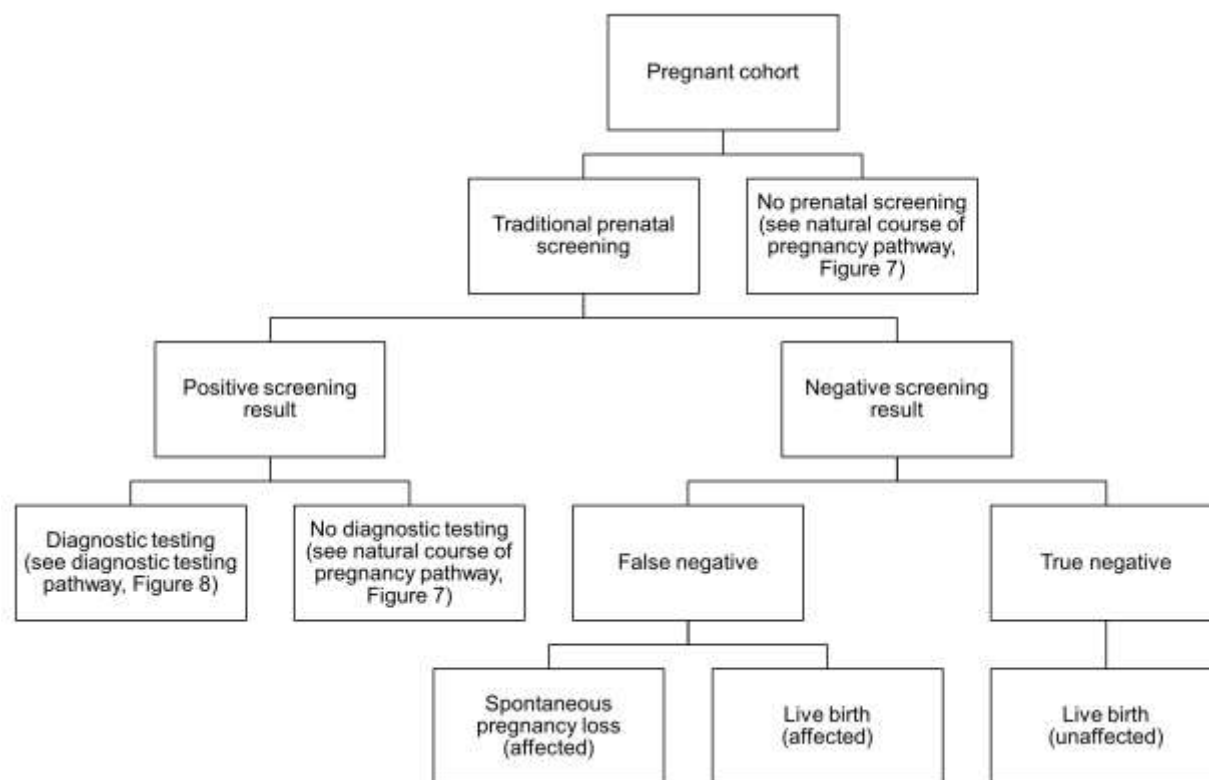 Pregnant cohort
Traditional prenatal
screening
No prenatal screening
(see natural course of
pregnancy pathway,
Figure 7)
Positive screening
result
Negative screening
result
Diagnostic testing
(see diagnostic testing
pathway, Figure 8)
No diagnostic testing
(see natural course of
pregnancy pathway,
Figure 7)
False negative
True negative
Spontaneous
pregnancy loss
(affected)
Live birth
(affected)
Live birth
(unaffected)